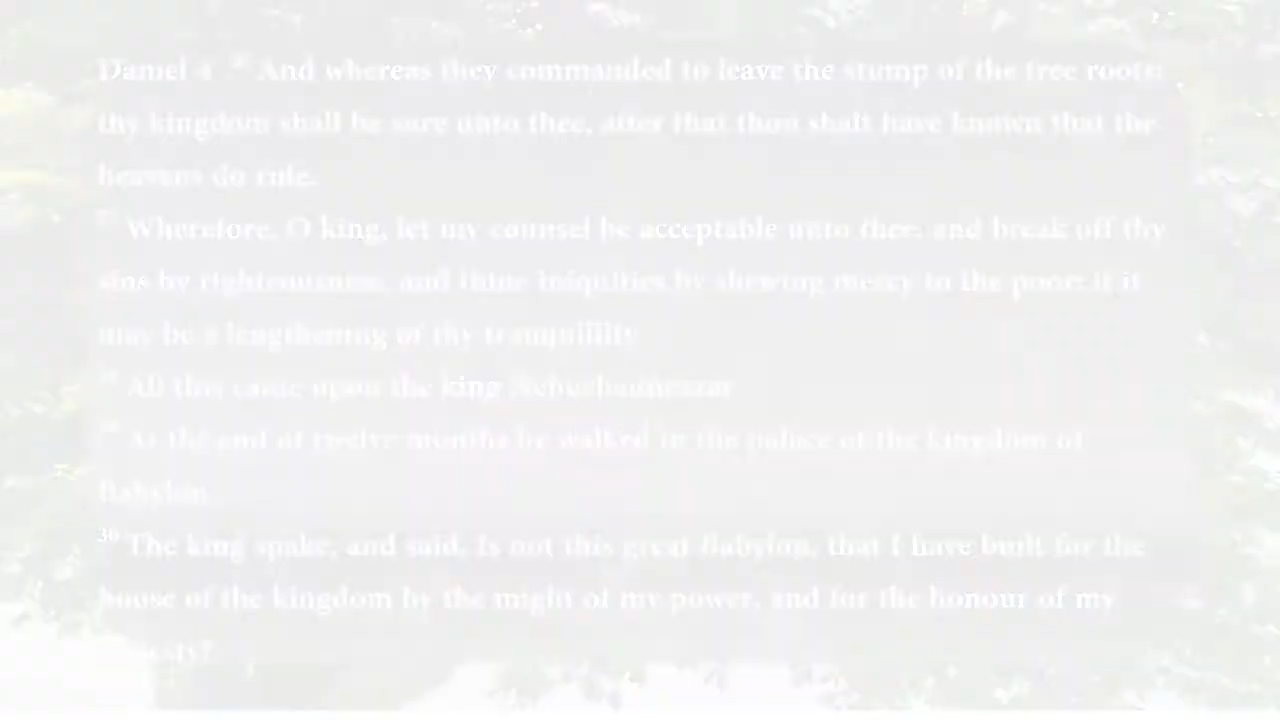 Daniel 4 And whereas they commanded to leave the stump of the tree roots;
thy kingdom shall be sure unto thee, after that thou shalt have known that the
heavens do rule.
Wherefore, O king, let my counsel be acceptable unto thee, and break off thy
sins by righteousness, and thine iniquities by shewing mercy to the poor; if it
may be a lengthening of thy tranquillity
All this came upon the king Nebuchadnezzar
At the end of twelve months he walked in the palace of the kingdom of
Babylon.
30 The king spake, and said, Is not this great Babylon, that I have built for the
house of the kingdom by the might of my power, and for the honour of my